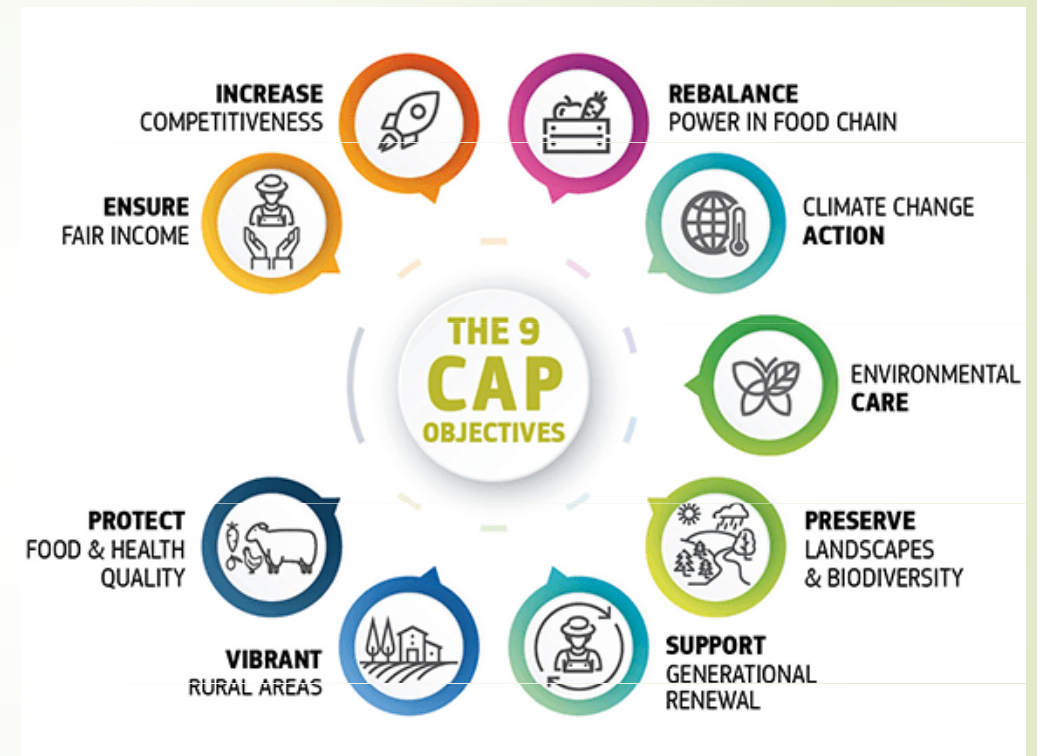 INCREASE
COMPETITIVENESS
REBALANCE
POWER IN FOOD CHAIN
ENSURE
FAIR INCOME
CLIMATE CHANGE
ACTION
THE 9
CAP
OBJECTIVES
ENVIRONMENTAL
CARE
PROTECT
FOOD & HEALTH
QUALITY
PRESERVE
LANDSCAPES
& BIODIVERSITY
VIBRANT
RURAL AREAS
SUPPORT
GENERATIONAL
RENEWAL